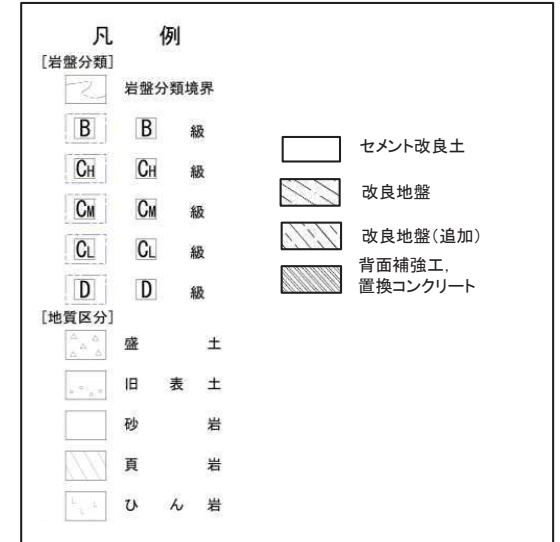 凡 例
[岩盤分類]
岩盤分類境界
B B 級
CH CH 級
CM CM 級
CL CL 級
D D 級
[地質区分]
盛 土
旧 表 土
砂 岩
頁 岩
ひ ん 岩
セメント改良土
改良地盤
改良地盤(追加)
背面補強工,
置換コンクリート